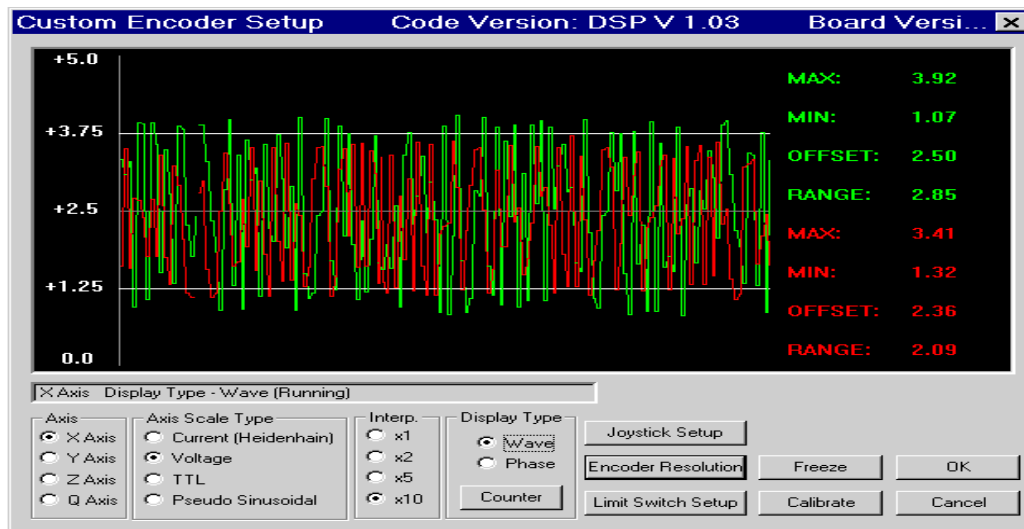 Custom Encoder Setup Code Version: DSP V 1.03 Board Versi...
+5.0
+3.75
+2.5
+1.25
0.0
MAX: 3.92
MIN: 1.07
OFFSET: 2.50
RANGE: 2.85
MAX: 3.41
MIN: 1.32
OFFSET: 2.36
RANGE: 2.09
X Axis Display Type - Wave (Running)
Axis
X Axis
Y Axis
Z Axis
Q Axis
Axis Scale Type
Current (Heidenhain)
Voltage
TTL
Pseudo Sinusoidal
Interp.
x1
x2
x5
x10
Display Type
Wave
Phase
Counter
Joystick Setup
Encoder Resolution
Freeze
OK
Limit Switch Setup
Calibrate
Cancel